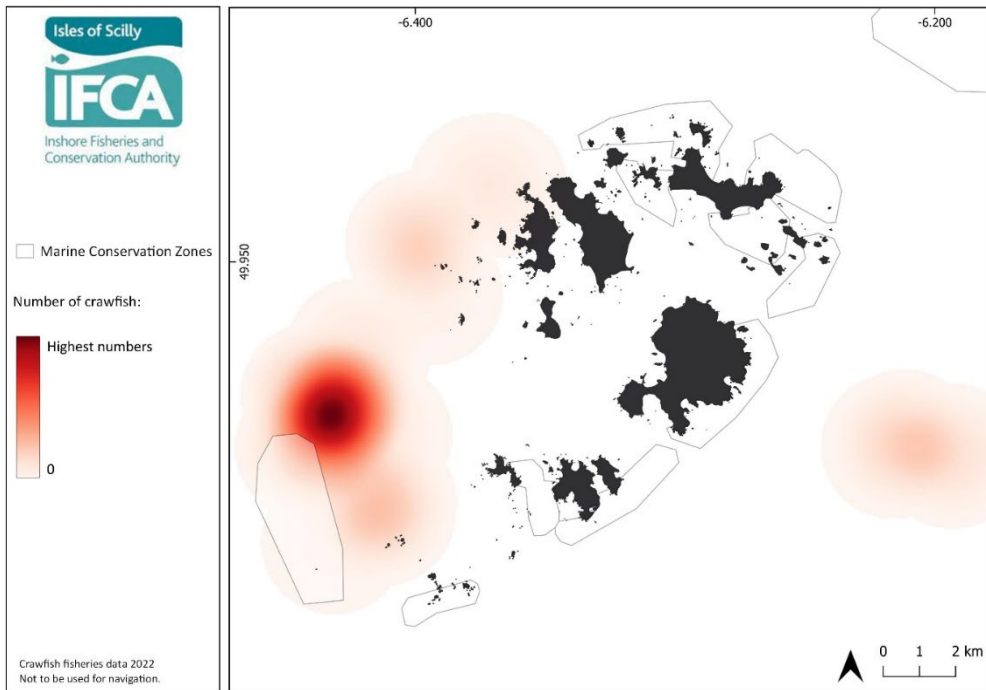 Isles of Scilly
IFCA
Inshore Fisheries and
Conservation Authority
Marine Conservation Zones
Number of crawfish:
Highest numbers
0
Crawfish fisheries data 2022
Not to be used for navigation.
-6.400
-6.200
49.950
0 1 2 km